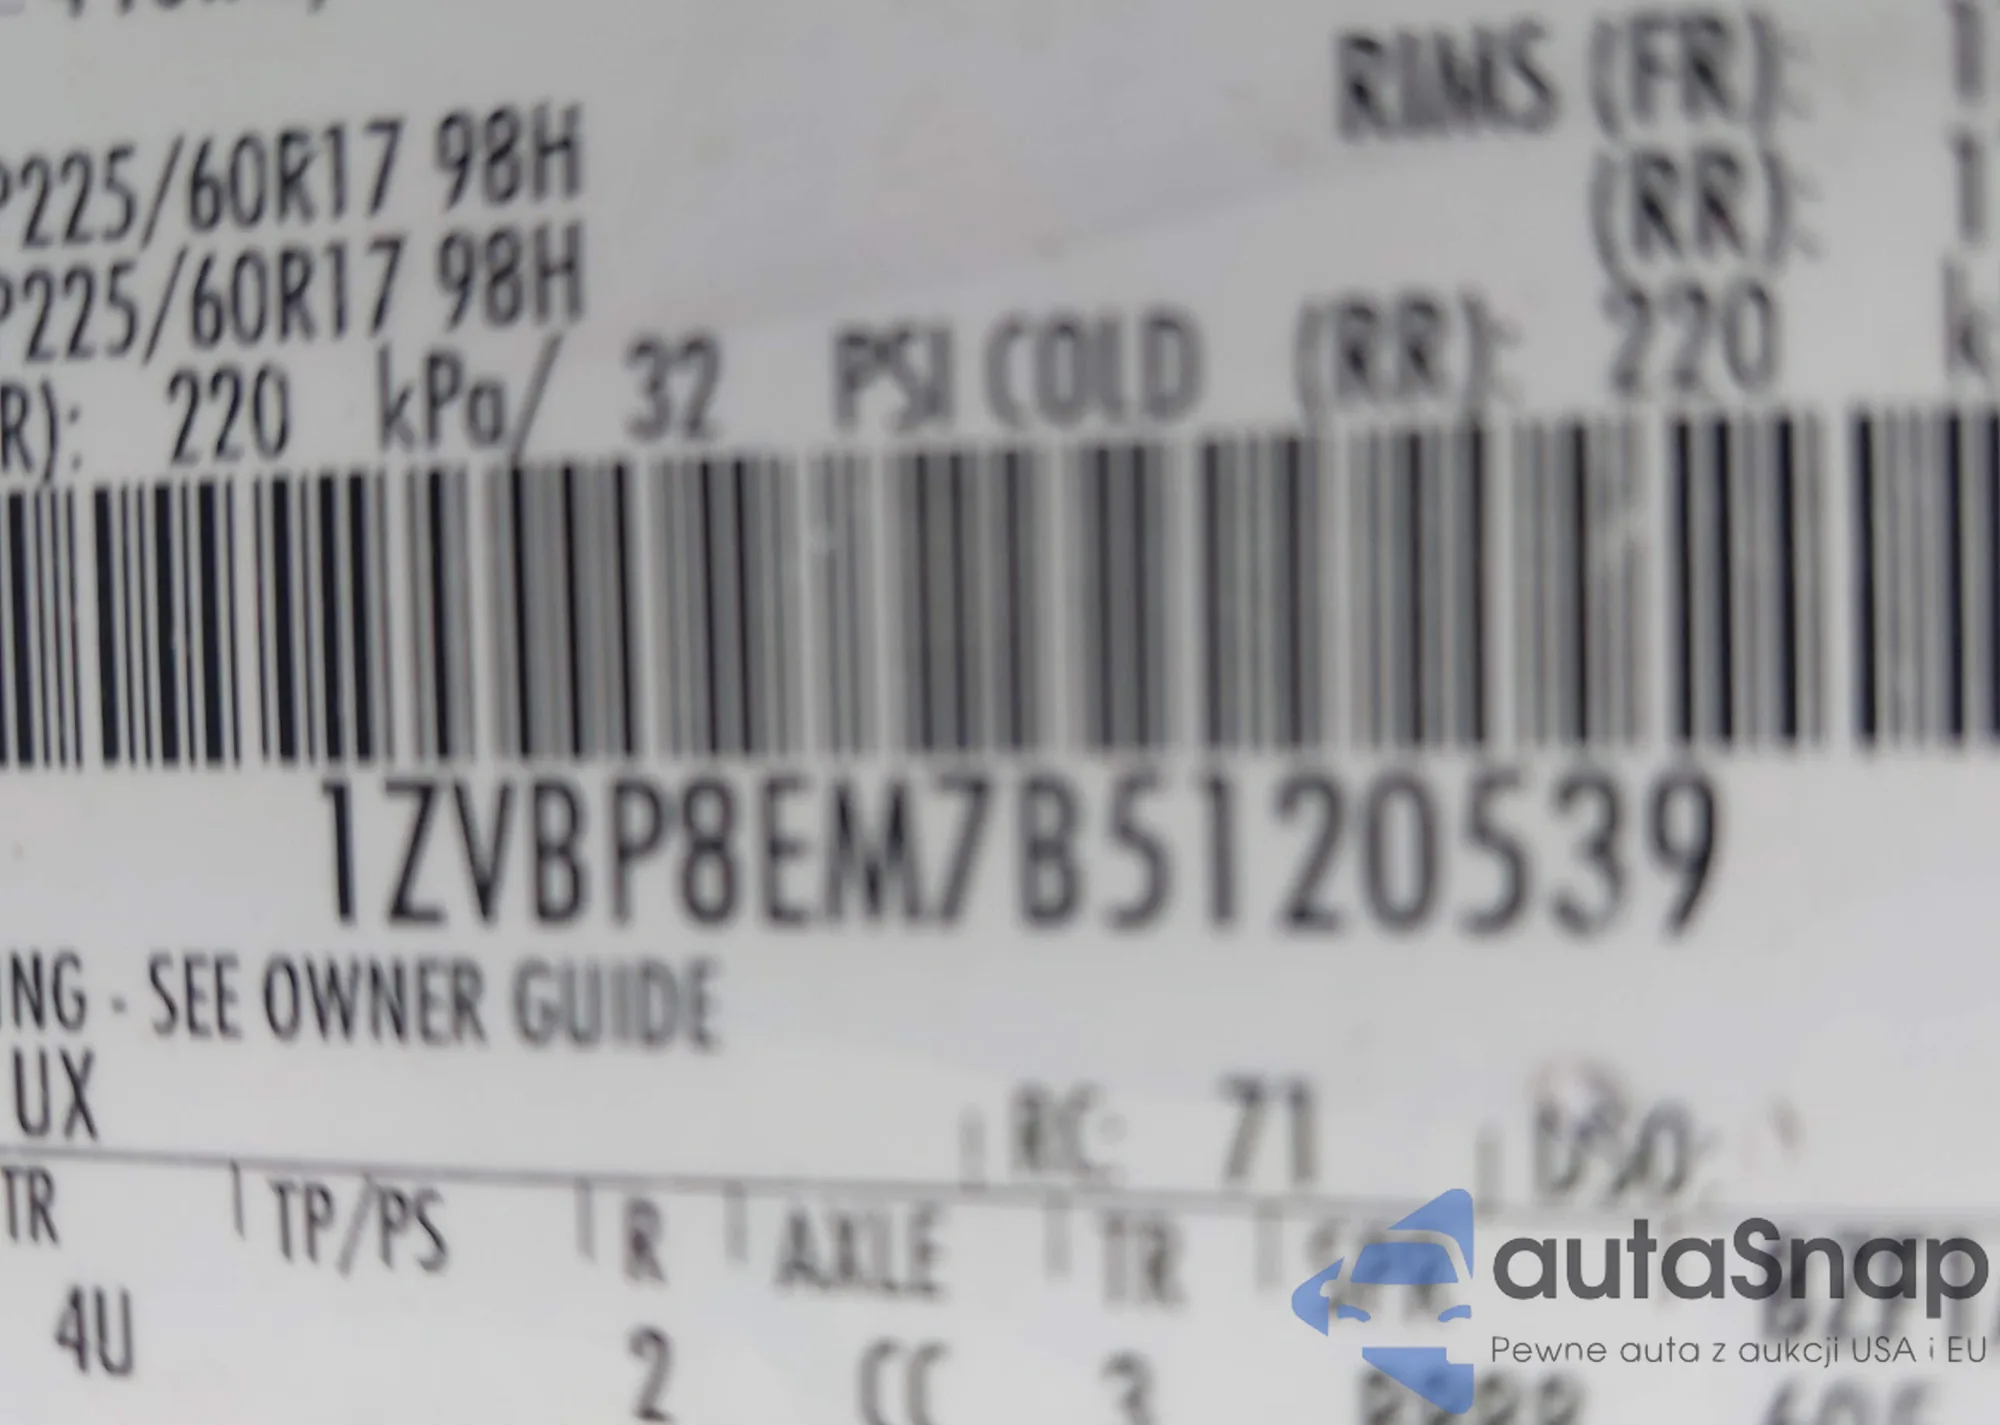 RIMS (FR):
P225/60R17 98H
(RR):
P225/60R17 98H
R): 220 kPa/ 32 PSI COLD (RR): 220 k
1ZVBP8EM7B5120539
NG - SEE OWNER GUIDE
UX
RC: 71 DSO:
TR TP/PS R AXLE TR SPR
4U 2 CC 3
autaSnap
Pewne auta z aukcji USA i EU